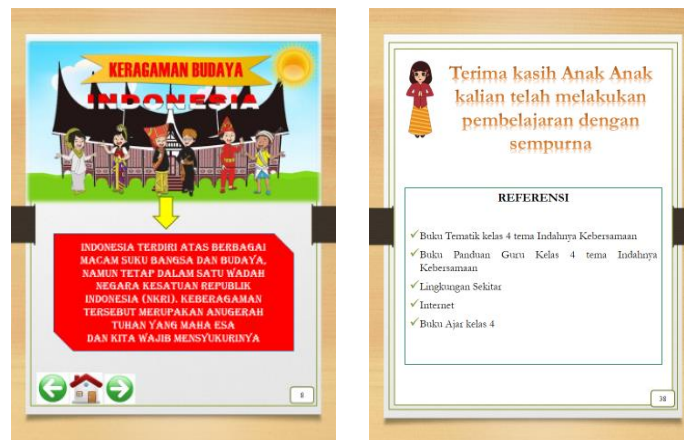 KERAGAMAN BUDAYA
INDONESIA
INDONESIA TERDIRI ATAS BERBAGAI
MACAM SUKU BANGSA DAN BUDAYA,
NAMUN TETAP DALAM SATU WADAH
NEGARA KESATUAN REPUBLIK
INDONESIA (NKRI). KEBERAGAMAN
TERSEBUT MERUPAKAN ANUGERAH
TUHAN YANG MAHA ESA
DAN KITA WAJIB MENSYUKURINYA
8
Terima kasih Anak Anak
kalian telah melakukan
pembelajaran dengan
sempurna
REFERENSI
Buku Tematik kelas 4 tema Indahnya Kebersamaan
Buku Panduan Guru Kelas 4 tema Indahnya
Kebersamaan
Lingkungan Sekitar
Internet
Buku Ajar kelas 4
38